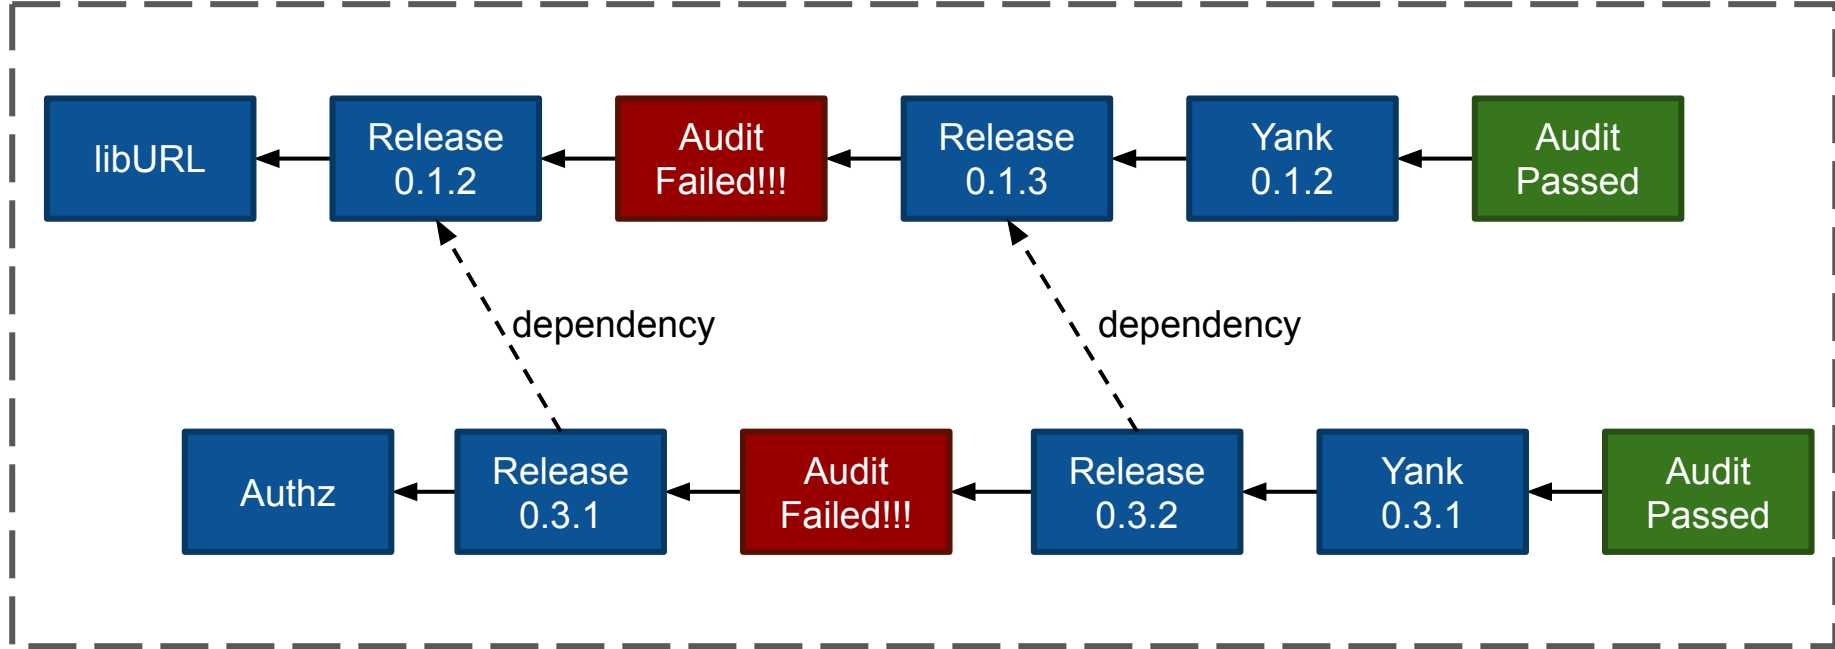 libURL
Release
0.1.2
Audit
Failed!!!
Release
0.1.3
Yank
0.1.2
Audit
Passed
dependency
dependency
Authz
Release
0.3.1
Audit
Failed!!!
Release
0.3.2
Yank
0.3.1
Audit
Passed